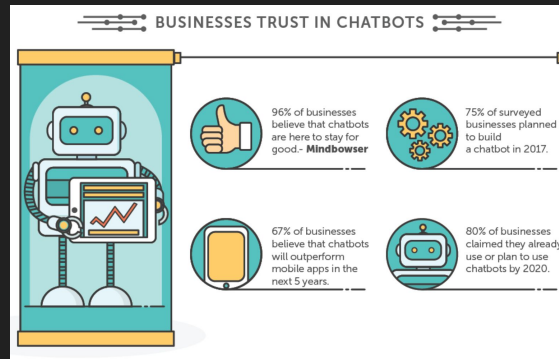 BUSINESSES TRUST IN CHATBOTS
96% of businesses
believe that chatbots
are here to stay for
good.- Mindbowser
75% of surveyed
businesses planned
to build
a chatbot in 2017.
67% of businesses
believe that chatbots
will outperform
mobile apps in the
next 5 years.
80% of businesses
claimed they already
use or plan to use
chatbots by 2020.